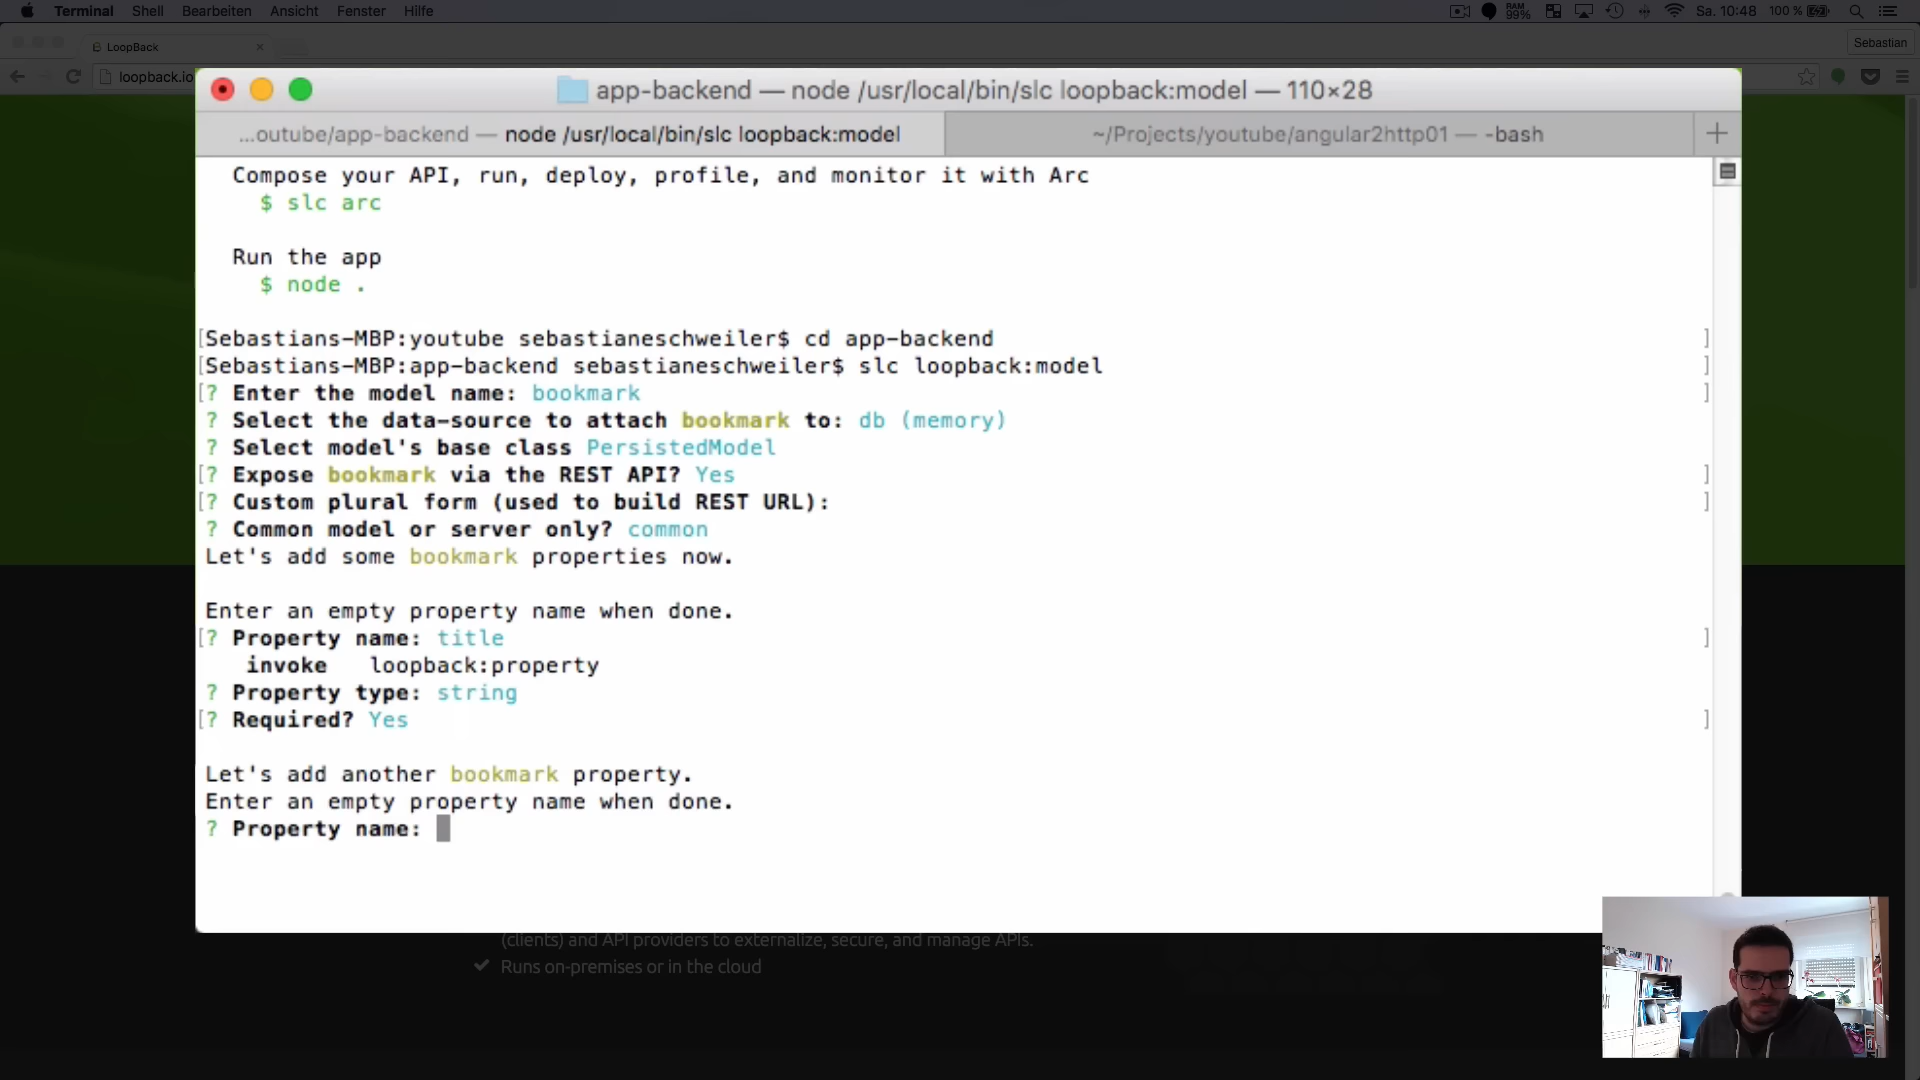 Terminal Shell Bearbeiten Ansicht Fenster Hilfe RAM 99% Sa. 10:48 100 %
LoopBack
Sebastian
loopback.io
app-backend — node /usr/local/bin/slc loopback:model — 110×28
...outube/app-backend — node /usr/local/bin/slc loopback:model
~/Projects/youtube/angular2http01 — -bash
Compose your API, run, deploy, profile, and monitor it with Arc
$ slc arc
Run the app
$ node .
[Sebastians-MBP:youtube sebastianeschweiler$ cd app-backend ]
[Sebastians-MBP:app-backend sebastianeschweiler$ slc loopback:model ]
[? Enter the model name: bookmark ]
? Select the data-source to attach bookmark to: db (memory)
? Select model's base class PersistedModel
[? Expose bookmark via the REST API? Yes ]
[? Custom plural form (used to build REST URL): ]
? Common model or server only? common
Let's add some bookmark properties now.
Enter an empty property name when done.
[? Property name: title ]
invoke loopback:property
? Property type: string
[? Required? Yes ]
Let's add another bookmark property.
Enter an empty property name when done.
? Property name:
(clients) and API providers to externalize, secure, and manage APIs.
Runs on-premises or in the cloud